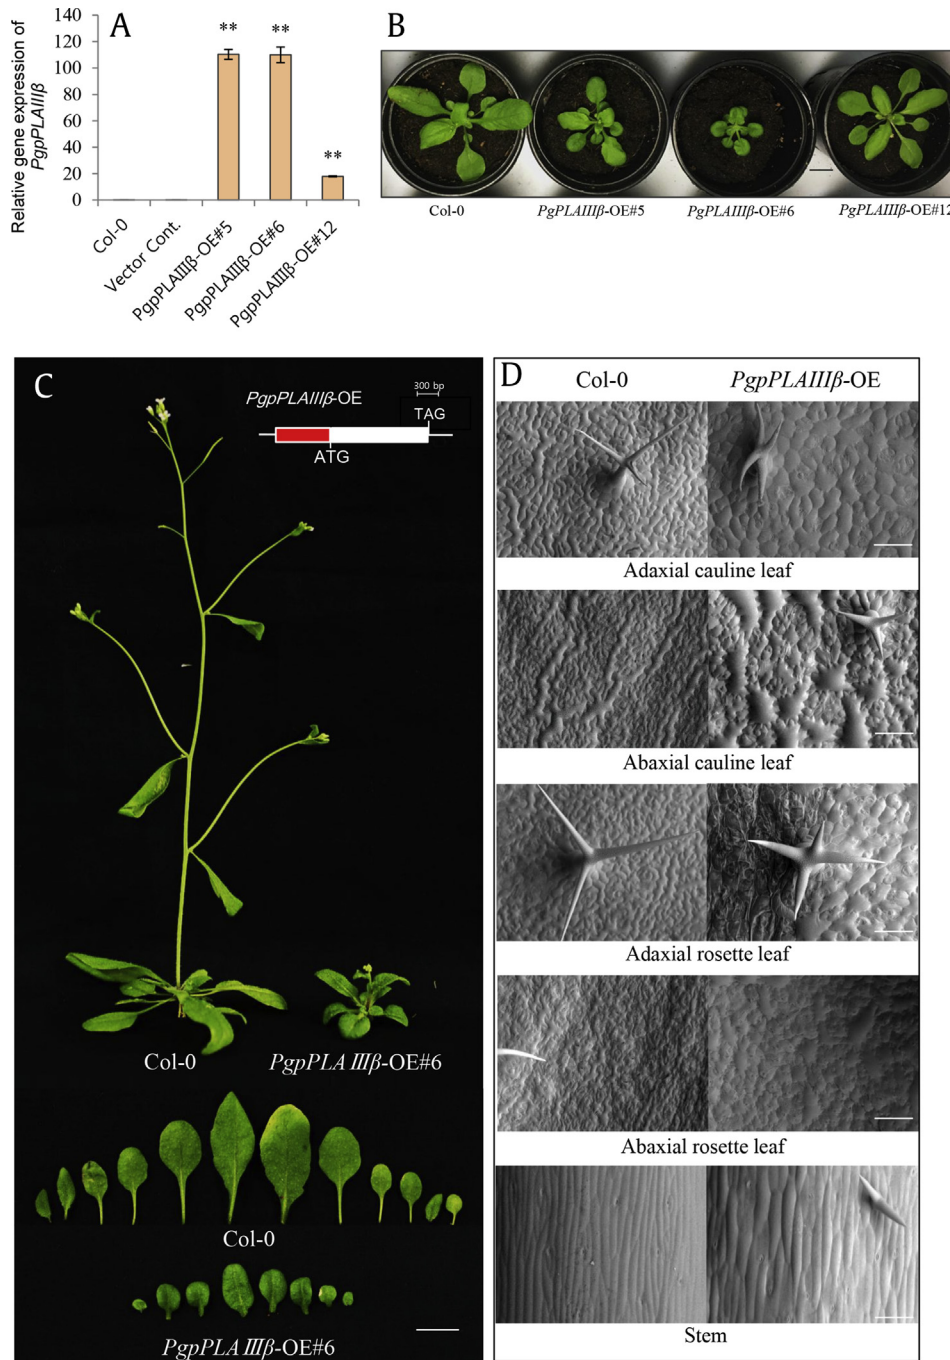 A
Relative gene expression of
PgpPLAIIIβ
140
120
100
80
60
40
20
0
**
**
**
Col-0
Vector Cont.
PgpPLAIIIβ-OE#5
PgpPLAIIIβ-OE#6
PgpPLAIIIβ-OE#12
B
Col-0
PgPLAIIIβ-OE#5
PgPLAIIIβ-OE#6
PgPLAIIIβ-OE#12
C
300 bp
PgpPLAIIIβ-OE
TAG
ATG
Col-0
PgpPLA IIIβ-OE#6
Col-0
PgpPLA IIIβ-OE#6
D
Col-0
PgpPLAIIIβ-OE
Adaxial cauline leaf
Abaxial cauline leaf
Adaxial rosette leaf
Abaxial rosette leaf
Stem